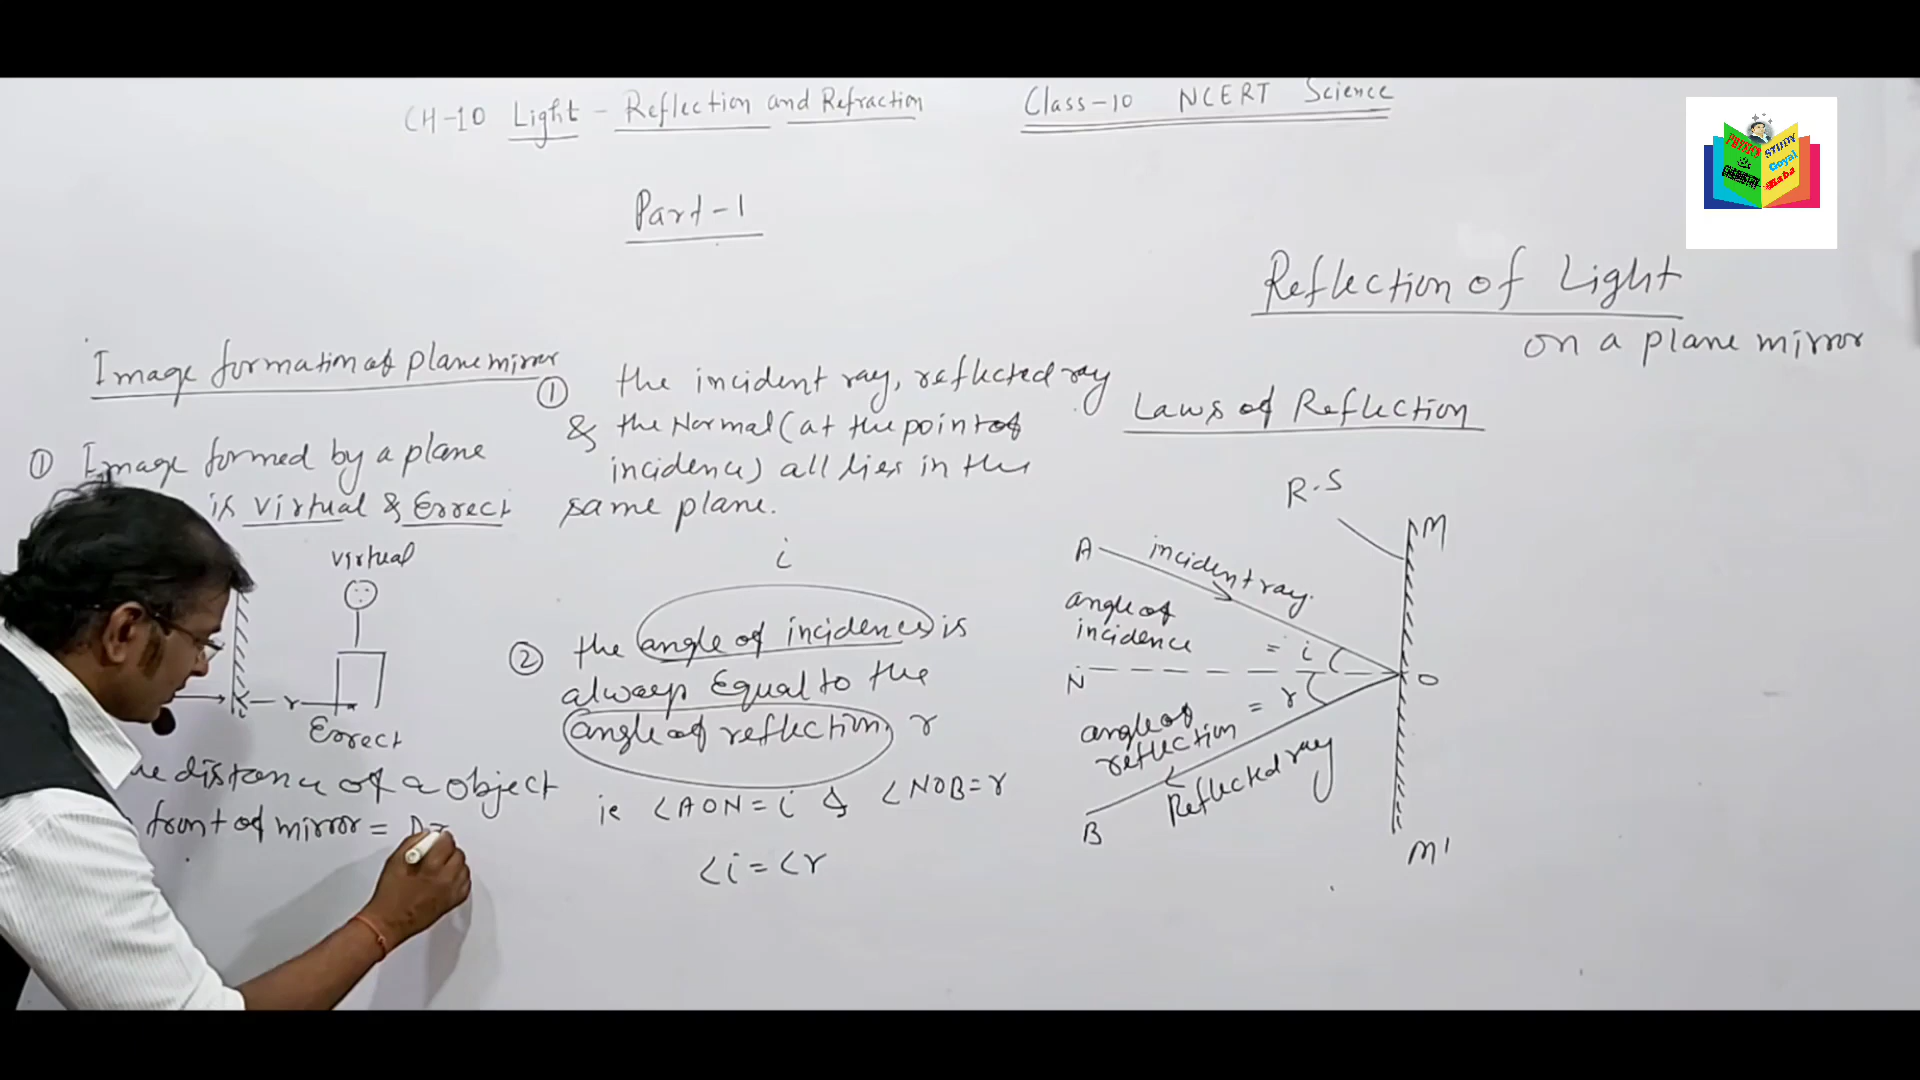 CH-10 Light - Reflection and Refraction
Class-10 NCERT Science
Part-1
PHYSICS & CHEMISTRY
STUDY Goyal
Reflection of Light
on a plane mirror
Image formation of plane mirror
① Image formed by a plane
is virtual & Errect
virtual
r
Errect
distance of a object
front of mirror =
① the incident ray, reflected ray
& the Normal (at the point of
incidence) all lies in the
same plane.
i
② the angle of incidence is
always Equal to the
angle of reflection, r
ie ∠AON = i & ∠NOB = r
∠i = ∠r
Laws of Reflection
R.S
M
A
incident ray.
angle of
incidence
= i
N
O
angle of
reflection
= r
Reflected ray
B
M'